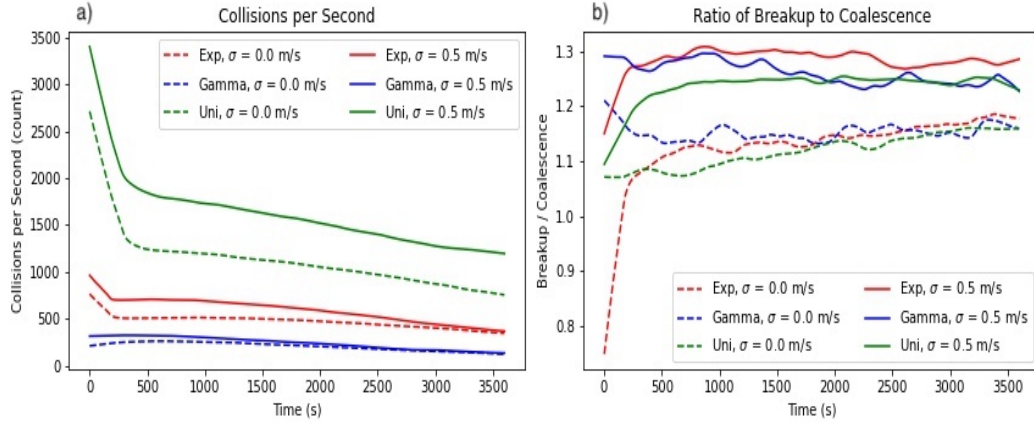 a) Collisions per Second
3500
3000
2500
2000
1500
1000
500
0
Collisions per Second (count)
Exp, σ = 0.0 m/s
Gamma, σ = 0.0 m/s
Uni, σ = 0.0 m/s
Exp, σ = 0.5 m/s
Gamma, σ = 0.5 m/s
Uni, σ = 0.5 m/s
0 500 1000 1500 2000 2500 3000 3500
Time (s)
b) Ratio of Breakup to Coalescence
1.3
1.2
1.1
1.0
0.9
0.8
Breakup / Coalescence
Exp, σ = 0.0 m/s
Gamma, σ = 0.0 m/s
Uni, σ = 0.0 m/s
Exp, σ = 0.5 m/s
Gamma, σ = 0.5 m/s
Uni, σ = 0.5 m/s
0 500 1000 1500 2000 2500 3000 3500
Time (s)